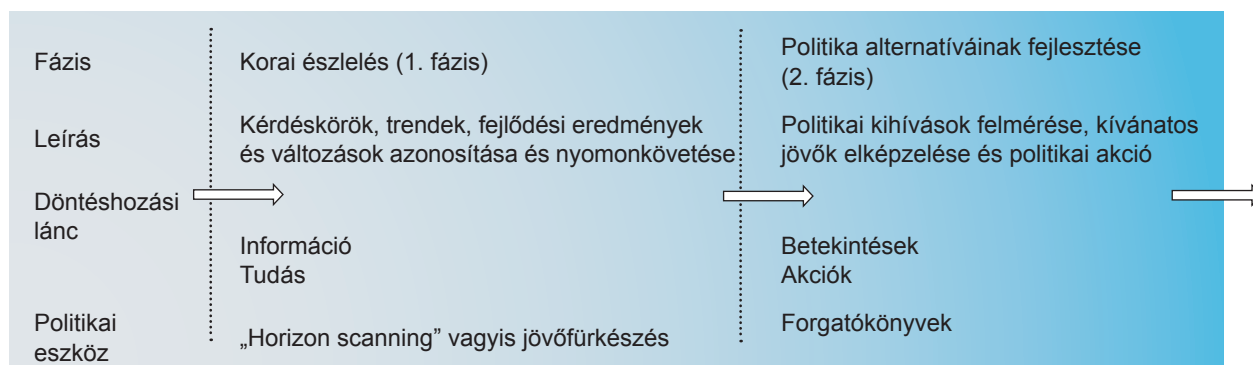 Fázis
Korai észlelés (1. fázis)
Politika alternatíváinak fejlesztése
(2. fázis)
Leírás
Kérdéskörök, trendek, fejlődési eredmények
és változások azonosítása és nyomonkövetése
Politikai kihívások felmérése, kívánatos
jövők elképzelése és politikai akció
Döntéshozási
lánc
Információ
Tudás
Betekintések
Akciók
Politikai
eszköz
„Horizon scanning” vagyis jövőfürkészés
Forgatókönyvek